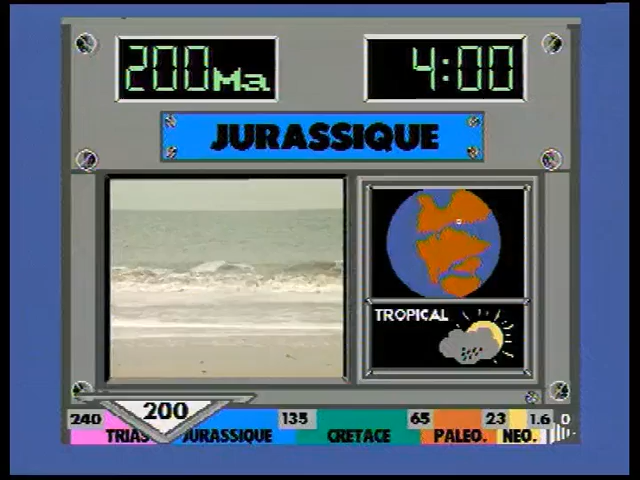 200Ma
4:00
JURASSIQUE
TROPICAL
200
240 135 65 23 1.6 0
TRIAS JURASSIQUE CRETACE PALEO. NEO.